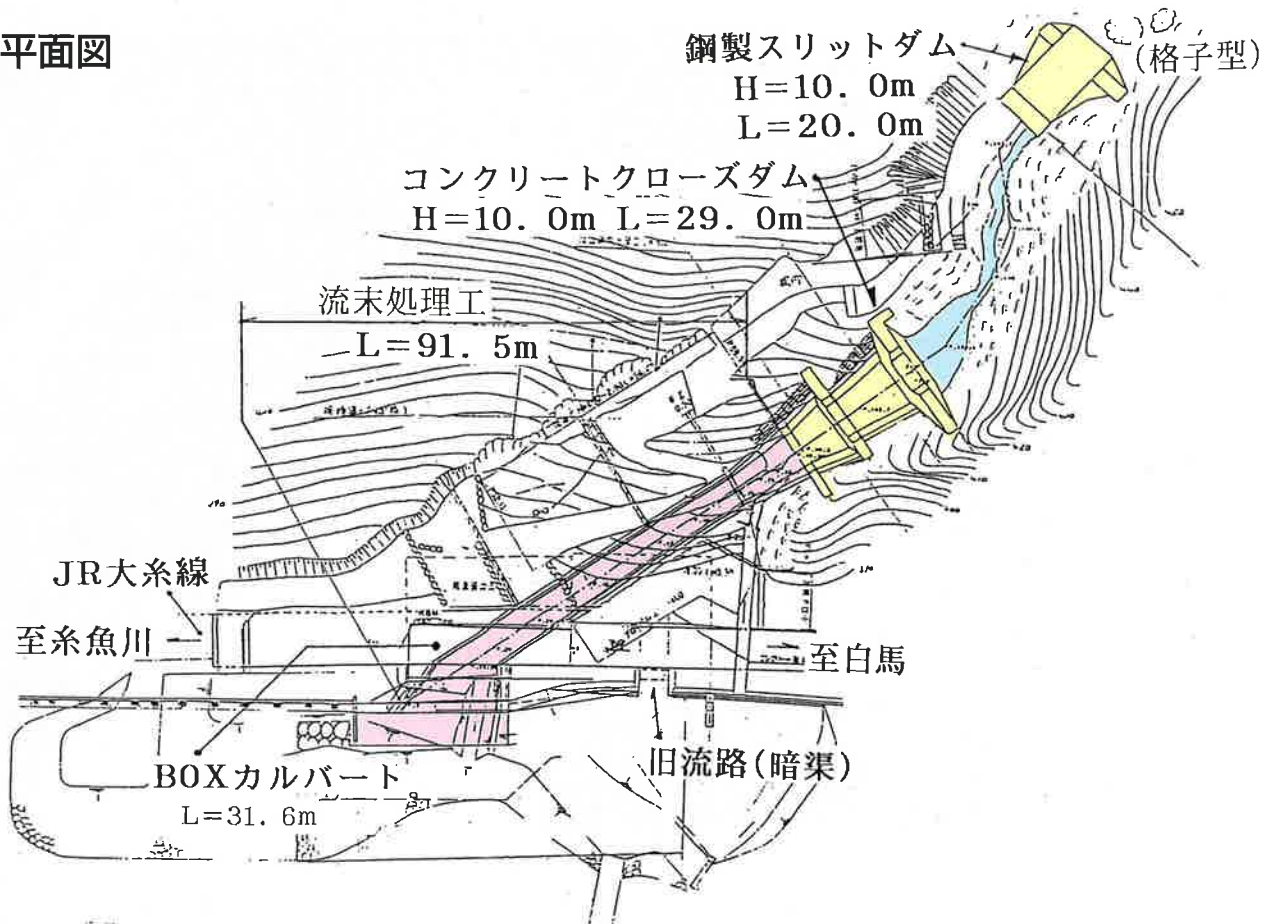 平面図
鋼製スリットダム
(格子型)
H=10.0m
L=20.0m
コンクリートクローズダム
H=10.0m L=29.0m
流末処理工
L=91.5m
JR大糸線
至糸魚川
至白馬
旧流路(暗渠)
BOXカルバート
L=31.6m